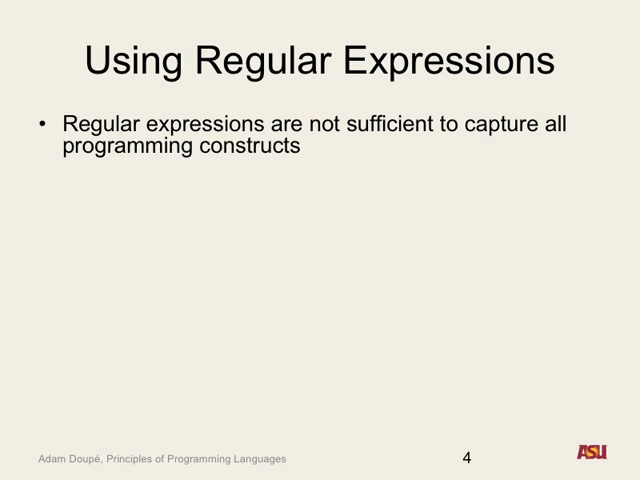 Using Regular Expressions
• Regular expressions are not sufficient to capture all
programming constructs
Adam Doupé, Principles of Programming Languages
4
ASU